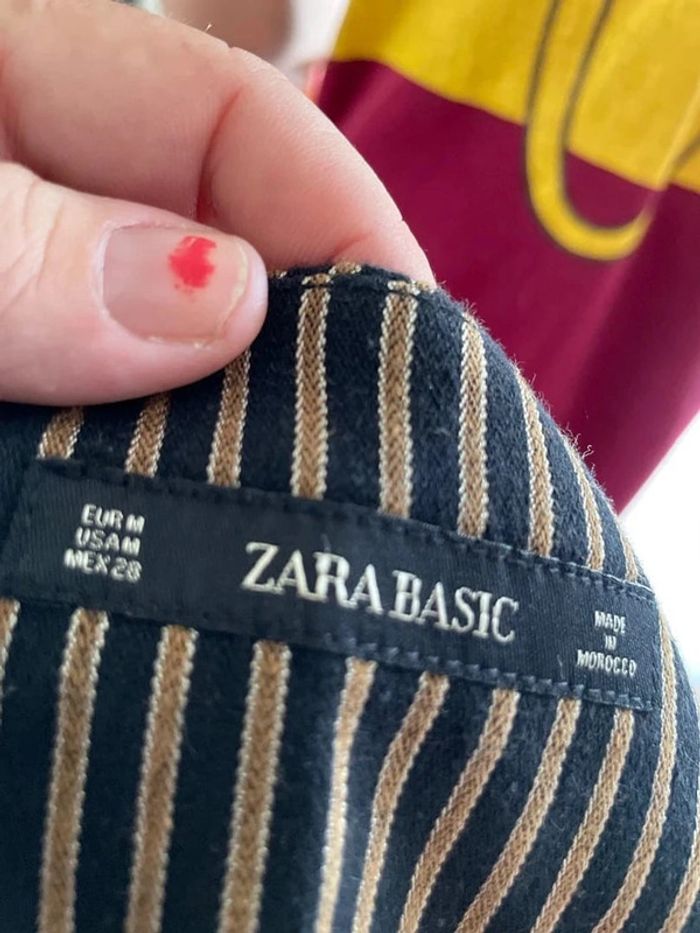 EUR M
USA M
MEX 28
ZARA BASIC
MADE
IN
MOROCCO